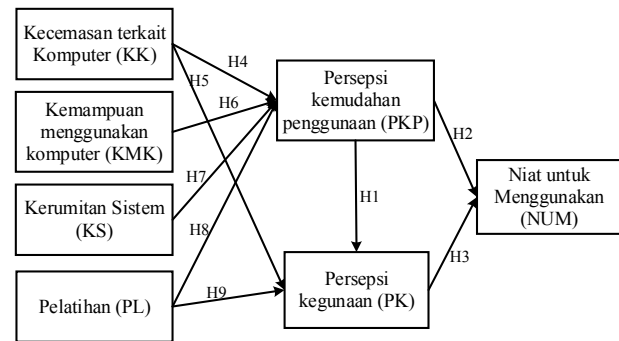 Kecemasan terkait
Komputer (KK)
Kemampuan
menggunakan
komputer (KMK)
Kerumitan Sistem
(KS)
Pelatihan (PL)
H4
H5
H6
H7
H8
H9
Persepsi
kemudahan
penggunaan (PKP)
H1
Persepsi
kegunaan (PK)
H2
H3
Niat untuk
Menggunakan
(NUM)